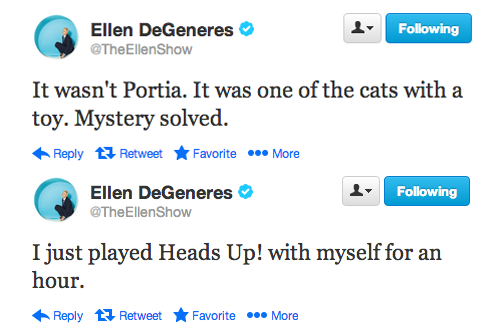 Ellen DeGeneres
Following
@TheEllenShow
It wasn't Portia. It was one of the cats with a
toy. Mystery solved.
Reply Retweet Favorite More
Ellen DeGeneres
Following
@TheEllenShow
I just played Heads Up! with myself for an
hour.
Reply Retweet Favorite More